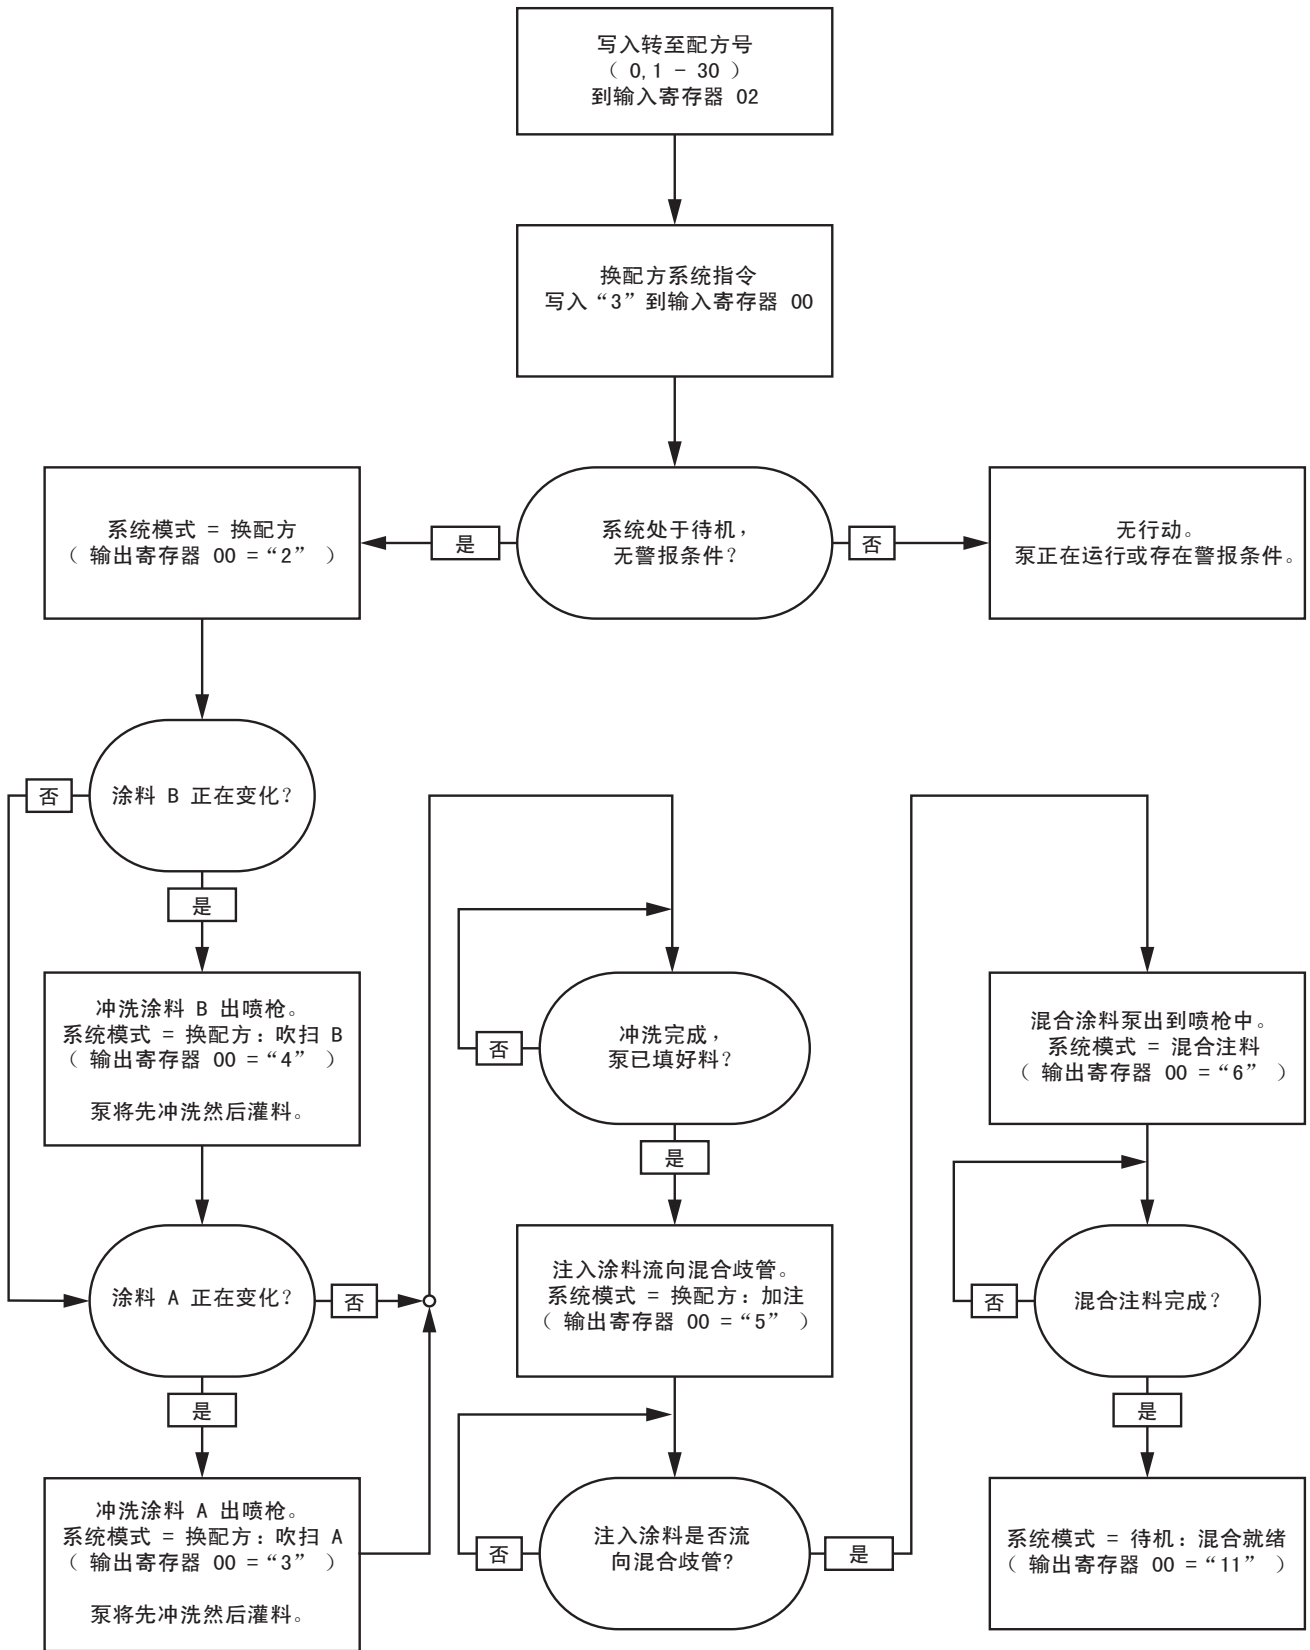 写入转至配方号
（ 0,1 - 30 ）
到输入寄存器 02
换配方系统指令
写入“3”到输入寄存器 00
系统处于待机，
无警报条件？
是
否
系统模式 = 换配方
（ 输出寄存器 00 =“2” ）
无行动。
泵正在运行或存在警报条件。
涂料 B 正在变化？
否
是
冲洗涂料 B 出喷枪。
系统模式 = 换配方：吹扫 B
（ 输出寄存器 00 =“4” ）
泵将先冲洗然后灌料。
涂料 A 正在变化？
否
是
冲洗涂料 A 出喷枪。
系统模式 = 换配方：吹扫 A
（ 输出寄存器 00 =“3” ）
泵将先冲洗然后灌料。
冲洗完成，
泵已填好料？
否
是
注入涂料流向混合歧管。
系统模式 = 换配方：加注
（ 输出寄存器 00 =“5” ）
注入涂料是否流
向混合歧管?
否
是
混合涂料泵出到喷枪中。
系统模式 = 混合注料
（ 输出寄存器 00 =“6” ）
混合注料完成？
否
是
系统模式 = 待机：混合就绪
（ 输出寄存器 00 =“11” ）